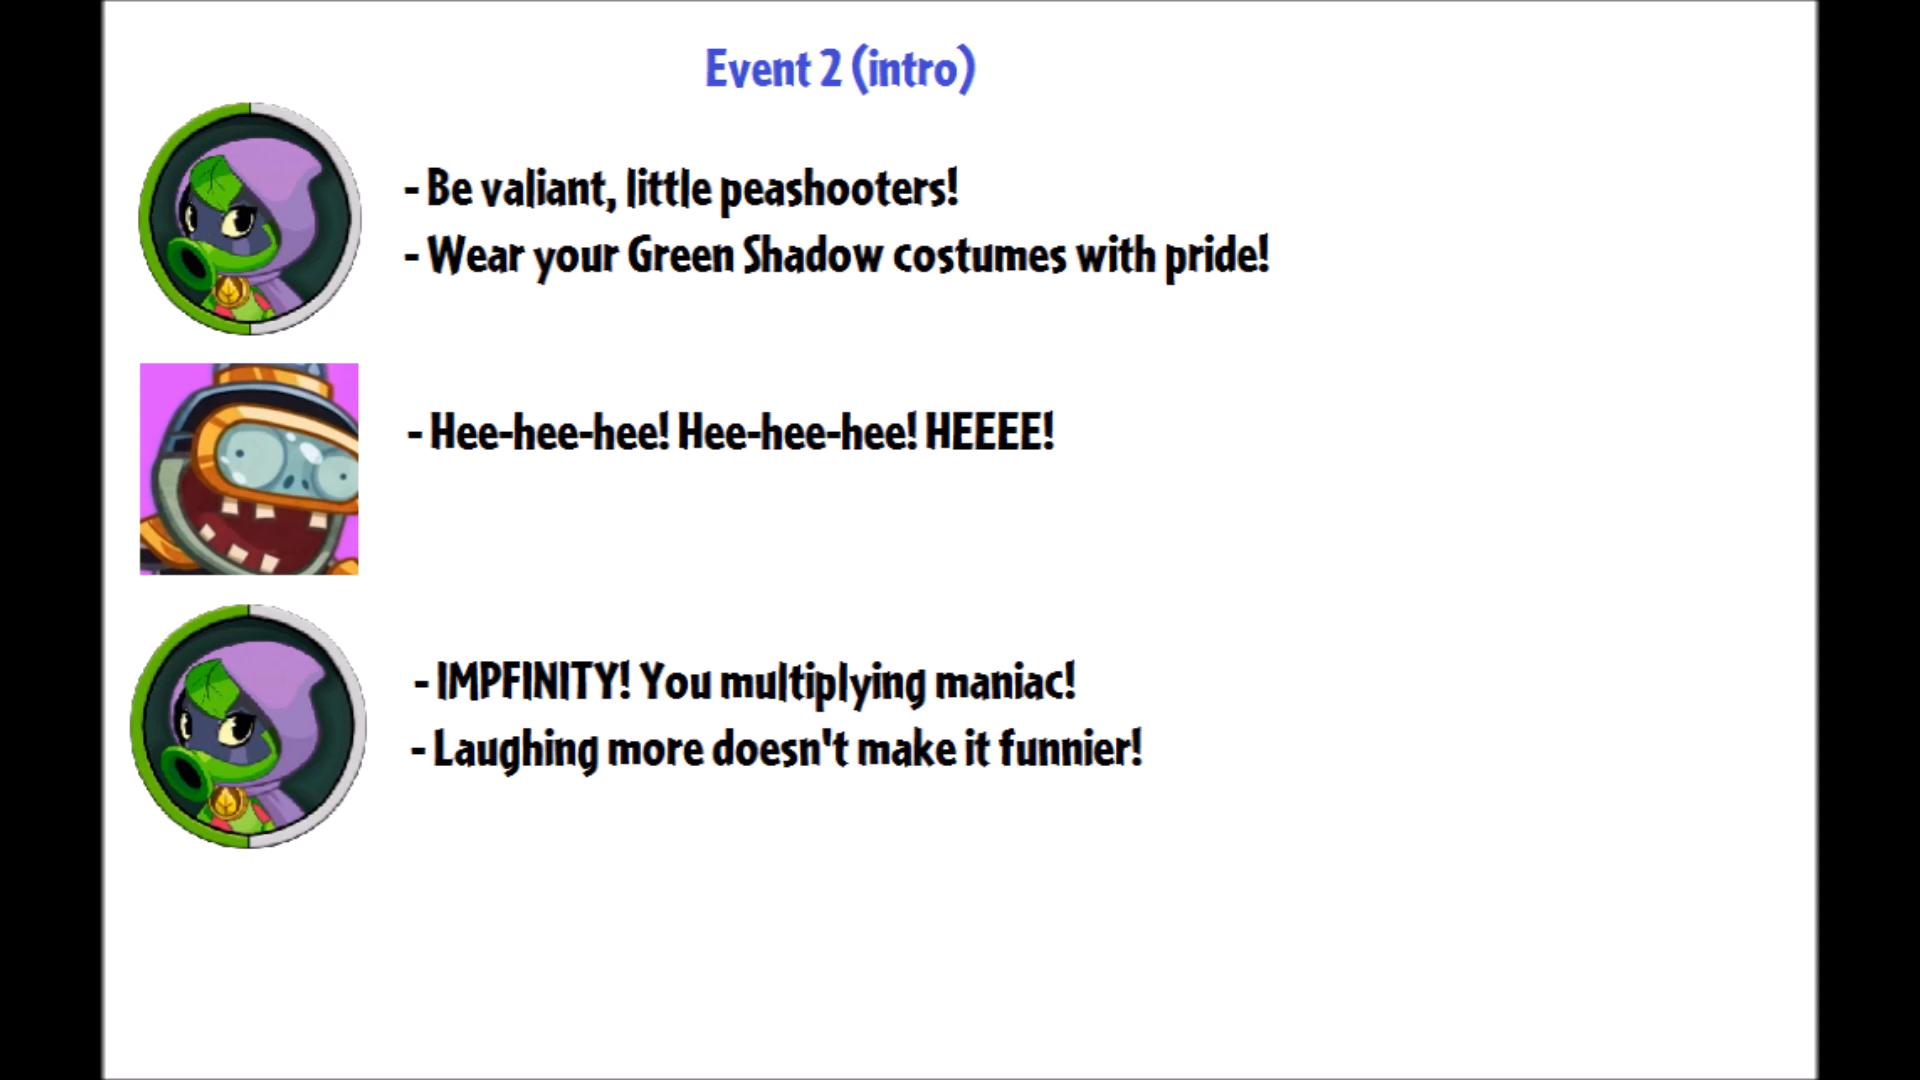 Event 2 (intro)
- Be valiant, little peashooters!
- Wear your Green Shadow costumes with pride!
- Hee-hee-hee! Hee-hee-hee! HEEEE!
- IMPFINITY! You multiplying maniac!
- Laughing more doesn't make it funnier!